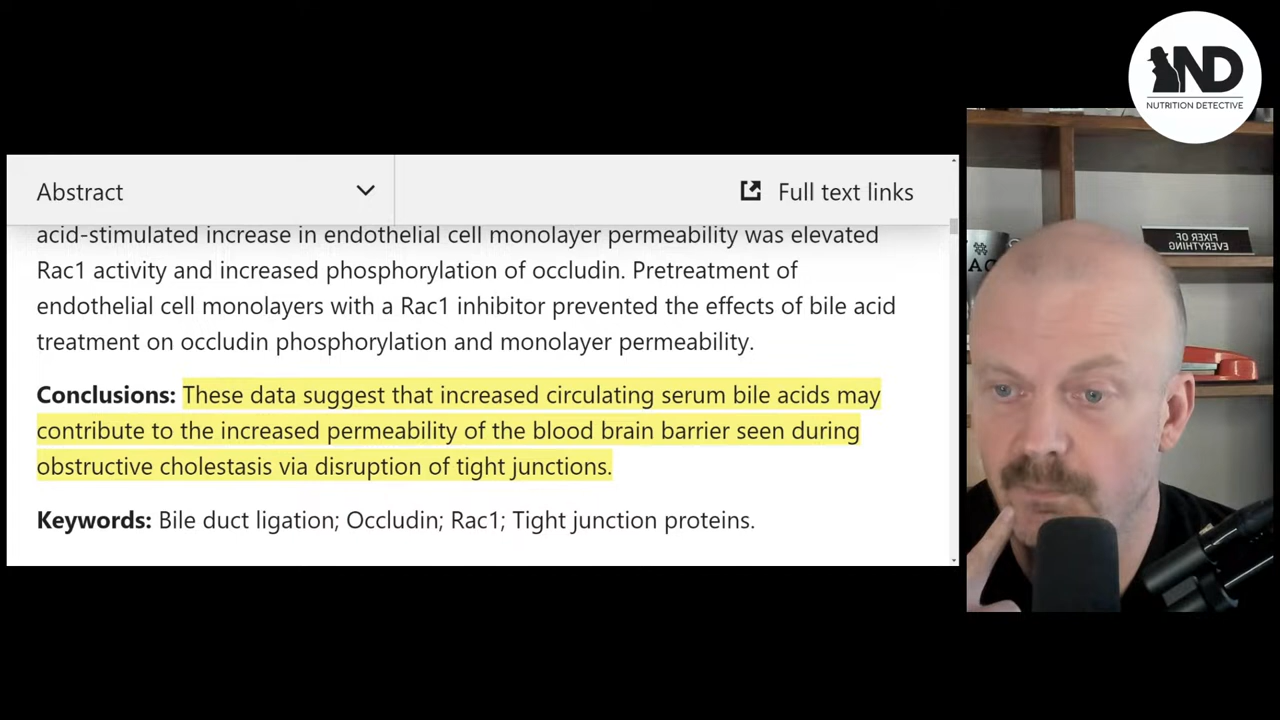 ND
NUTRITION DETECTIVE
Abstract
Full text links
acid-stimulated increase in endothelial cell monolayer permeability was elevated
Rac1 activity and increased phosphorylation of occludin. Pretreatment of
endothelial cell monolayers with a Rac1 inhibitor prevented the effects of bile acid
treatment on occludin phosphorylation and monolayer permeability.
Conclusions: These data suggest that increased circulating serum bile acids may
contribute to the increased permeability of the blood brain barrier seen during
obstructive cholestasis via disruption of tight junctions.
Keywords: Bile duct ligation; Occludin; Rac1; Tight junction proteins.
FIXER OF
EVERYTHING